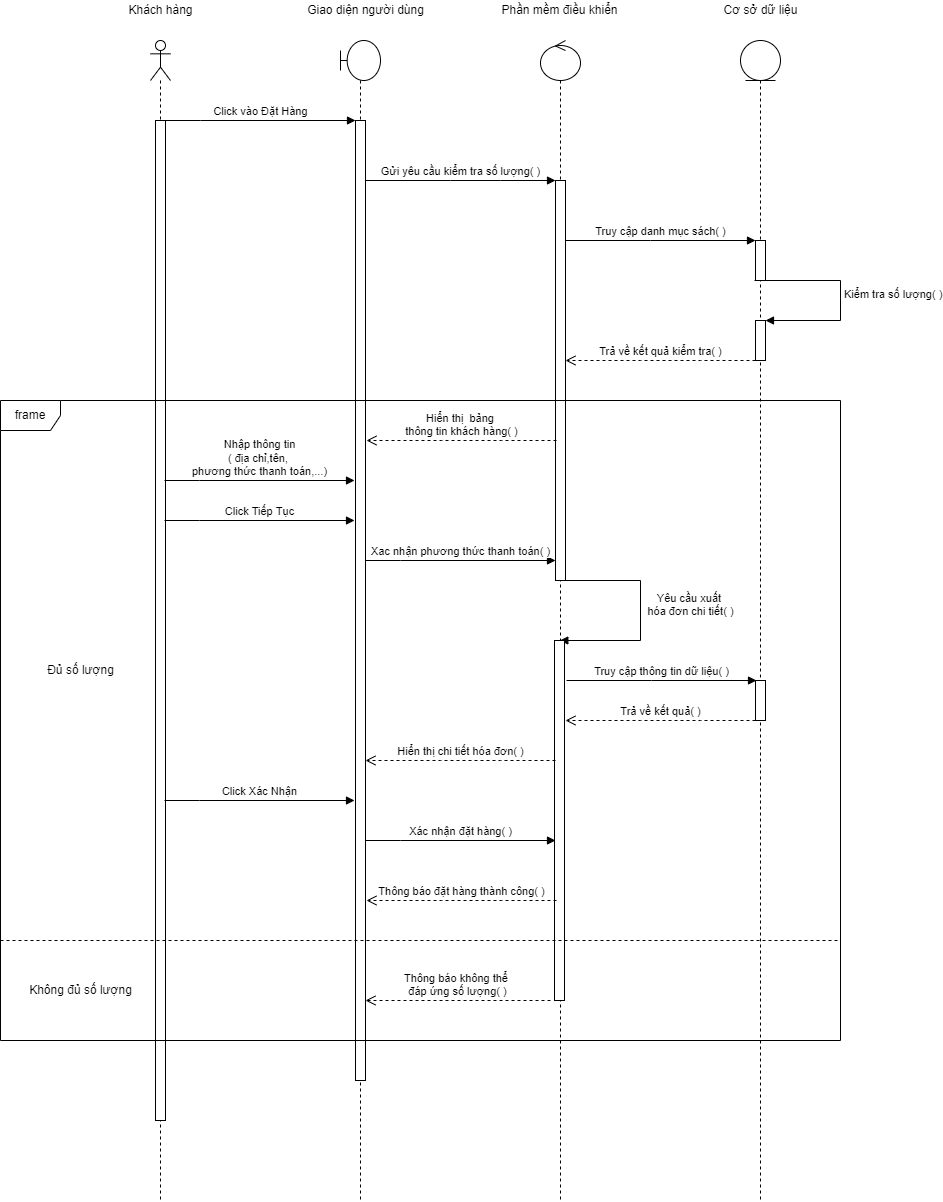 Khách hàng
Giao diện người dùng
Phần mềm điều khiển
Cơ sở dữ liệu
Click vào Đặt Hàng
Gửi yêu cầu kiểm tra số lượng( )
Truy cập danh mục sách( )
Kiểm tra số lượng( )
Trả về kết quả kiểm tra( )
frame
Hiển thị bảng
thông tin khách hàng( )
Nhập thông tin
( địa chỉ,tên,
phương thức thanh toán,...)
Click Tiếp Tục
Xac nhận phương thức thanh toán( )
Yêu cầu xuất
hóa đơn chi tiết( )
Đủ số lượng
Truy cập thông tin dữ liệu( )
Trả về kết quả( )
Hiển thị chi tiết hóa đơn( )
Click Xác Nhận
Xác nhận đặt hàng( )
Thông báo đặt hàng thành công( )
Không đủ số lượng
Thông báo không thể
đáp ứng số lượng( )